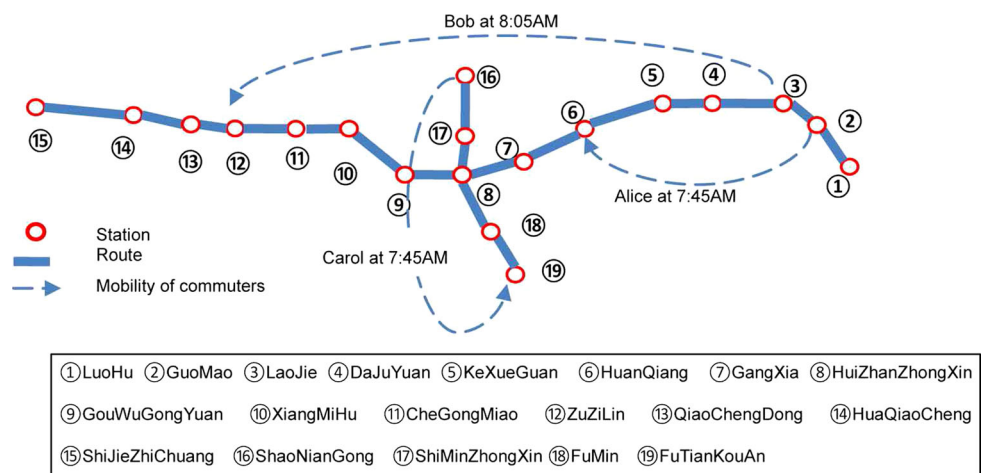 Bob at 8:05AM
⑯
⑤
④
③
⑥
②
⑰
⑦
⑮
⑭
⑬
⑫
⑪
⑩
①
⑨
⑧
Alice at 7:45AM
⑱
Station
Route
Carol at 7:45AM
⑲
Mobility of commuters
①LuoHu ②GuoMao ③LaoJie ④DaJuYuan ⑤KeXueGuan ⑥HuanQiang ⑦GangXia ⑧HuiZhanZhongXin
⑨GouWuGongYuan ⑩XiangMiHu ⑪CheGongMiao ⑫ZuZiLin ⑬QiaoChengDong ⑭HuaQiaoCheng
⑮ShiJieZhiChuang ⑯ShaoNianGong ⑰ShiMinZhongXin ⑱FuMin ⑲FuTianKouAn